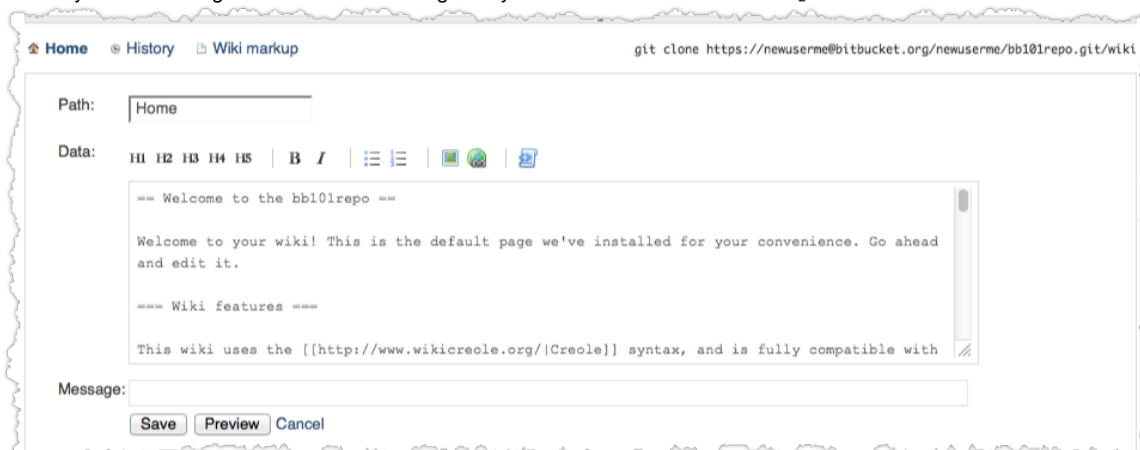 Home History Wiki markup git clone https://newuserme@bitbucket.org/newuserme/bb101repo.git/wiki
Path: Home
Data: H1 H2 H3 H4 H5 B I
== Welcome to the bb101repo ==
Welcome to your wiki! This is the default page we've installed for your convenience. Go ahead
and edit it.
=== Wiki features ===
This wiki uses the [[http://www.wikicreole.org/|Creole]] syntax, and is fully compatible with
Message:
Save Preview Cancel